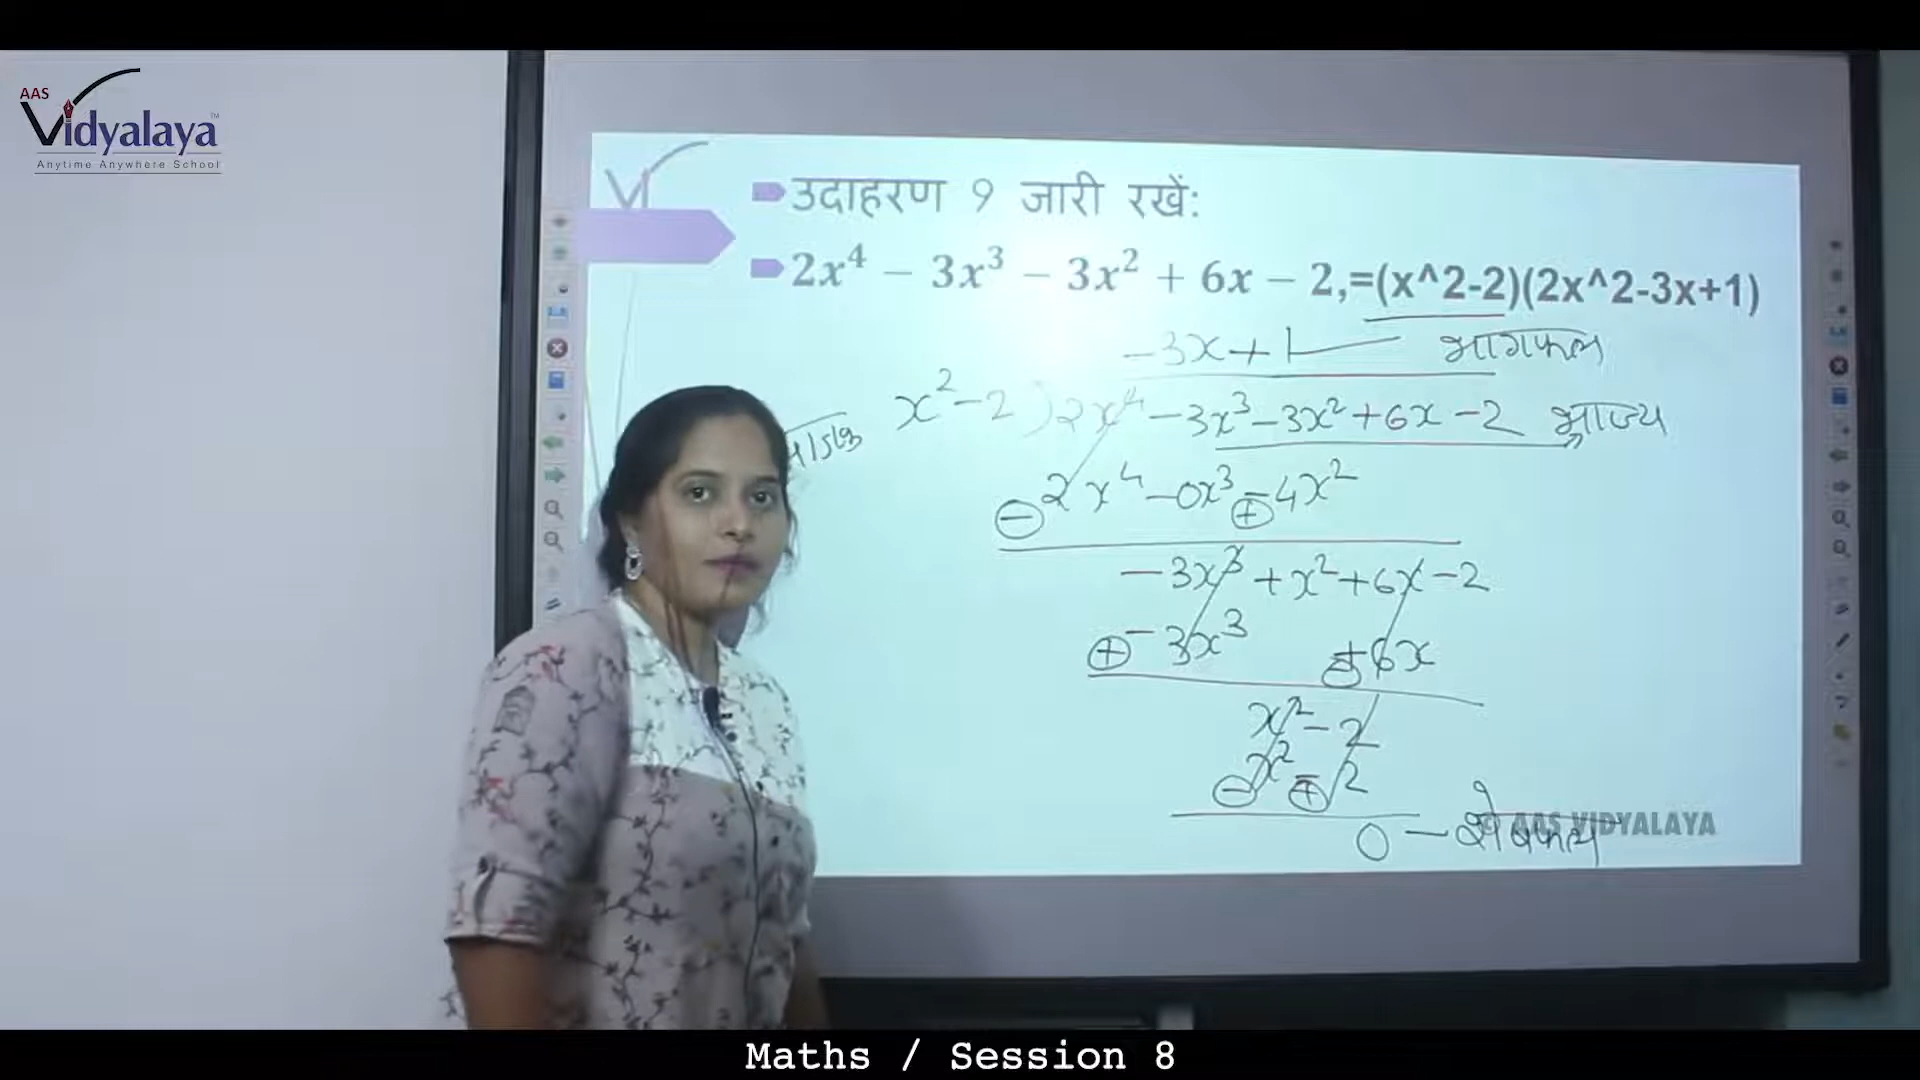 AAS
Vidyalaya™
Anytime Anywhere School
उदाहरण 9 जारी रखें:
2x⁴ − 3x³ − 3x² + 6x − 2,=(x^2-2)(2x^2-3x+1)
-3x+1 भागफल
x²-2 ) 2x⁴-3x³-3x²+6x-2 भाज्य
2x⁴-0x³ 4x²
-3x³+x²+6x-2
-3x³ +6x
x²-2
x² - 2
0 —
© AAS VIDYALAYA
Maths / Session 8